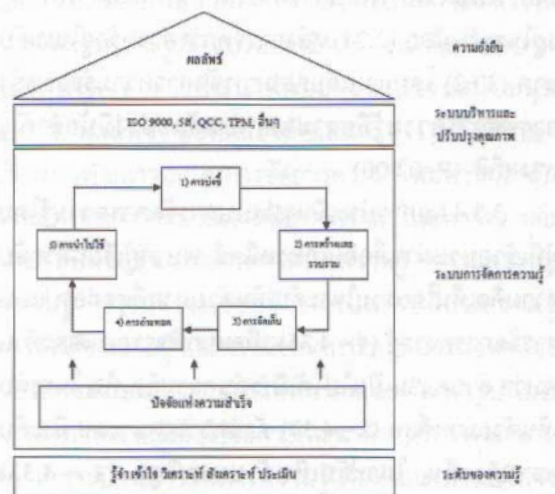 ผลลัพธ์
ความยั่งยืน
ISO 9000, 5ส, QCC, TPM, อื่นๆ
ระบบบริหารและ
ปรับปรุงคุณภาพ
1) การบ่งชี้
5) การนำไปใช้
2) การสร้างและ
รวบรวม
ระบบการจัดการความรู้
4) การถ่ายทอด
3) การจัดเก็บ
ปัจจัยแห่งความสำเร็จ
รู้ จำ เข้าใจ วิเคราะห์ สังเคราะห์ ประเมิน
ระดับของความรู้